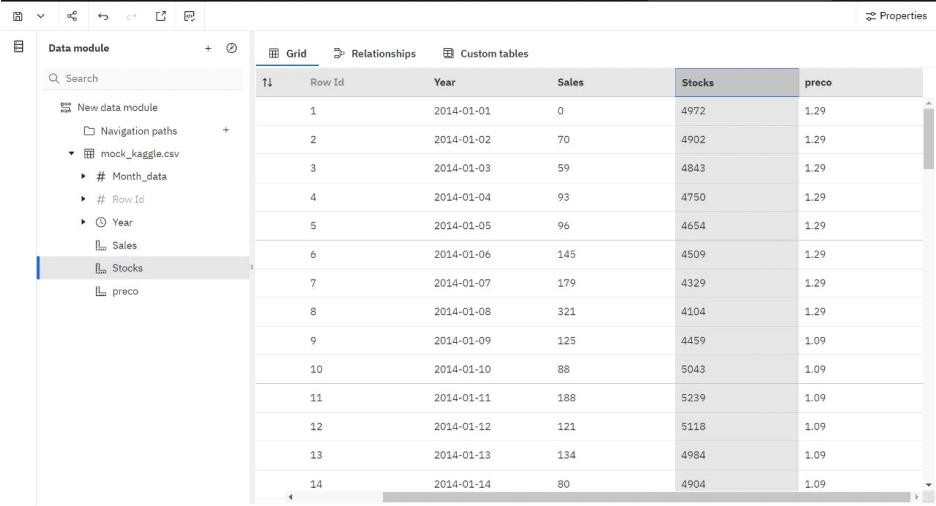 Properties
Data module
Search
New data module
Navigation paths
mock_kaggle.csv
Month_data
Row Id
Year
Sales
Stocks
preco
Grid Relationships Custom tables
Row Id Year Sales Stocks preco
1 2014-01-01 0 4972 1.29
2 2014-01-02 70 4902 1.29
3 2014-01-03 59 4843 1.29
4 2014-01-04 93 4750 1.29
5 2014-01-05 96 4654 1.29
6 2014-01-06 145 4509 1.29
7 2014-01-07 179 4329 1.29
8 2014-01-08 321 4104 1.29
9 2014-01-09 125 4459 1.09
10 2014-01-10 88 5043 1.09
11 2014-01-11 188 5239 1.09
12 2014-01-12 121 5118 1.09
13 2014-01-13 134 4984 1.09
14 2014-01-14 80 4904 1.09